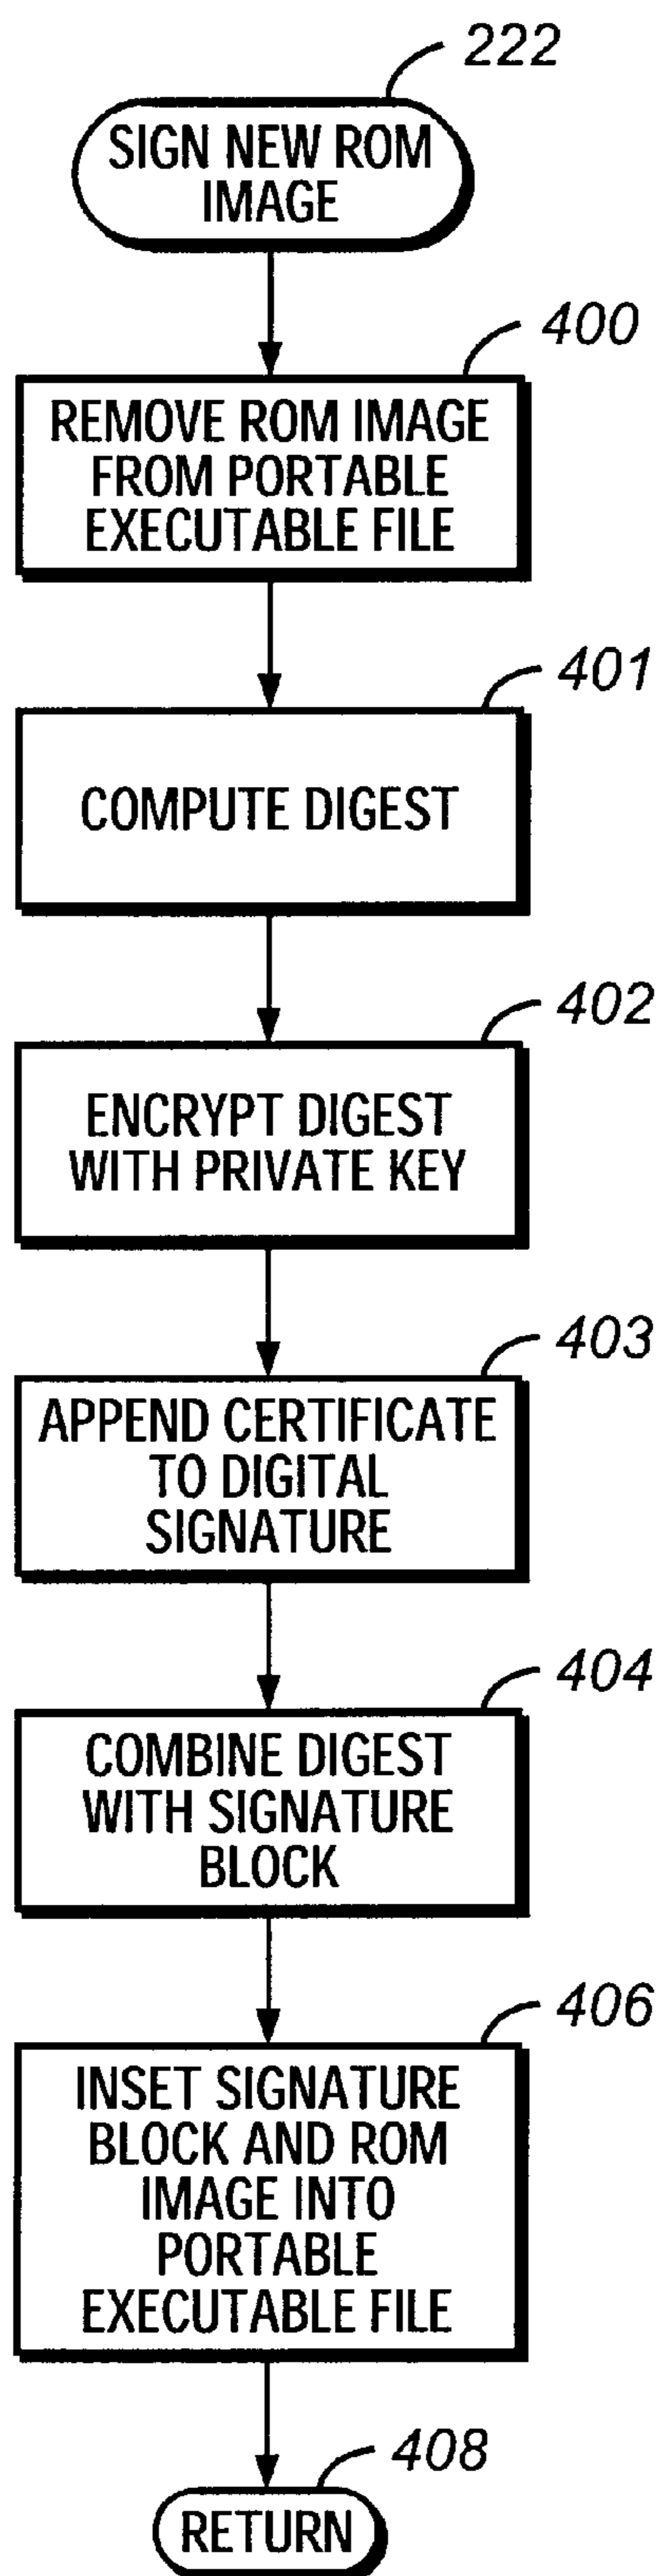 222
SIGN NEW ROM
IMAGE
400
REMOVE ROM IMAGE
FROM PORTABLE
EXECUTABLE FILE
401
COMPUTE DIGEST
402
ENCRYPT DIGEST
WITH PRIVATE KEY
403
APPEND CERTIFICATE
TO DIGITAL
SIGNATURE
404
COMBINE DIGEST
WITH SIGNATURE
BLOCK
406
INSET SIGNATURE
BLOCK AND ROM
IMAGE INTO
PORTABLE
EXECUTABLE FILE
408
RETURN